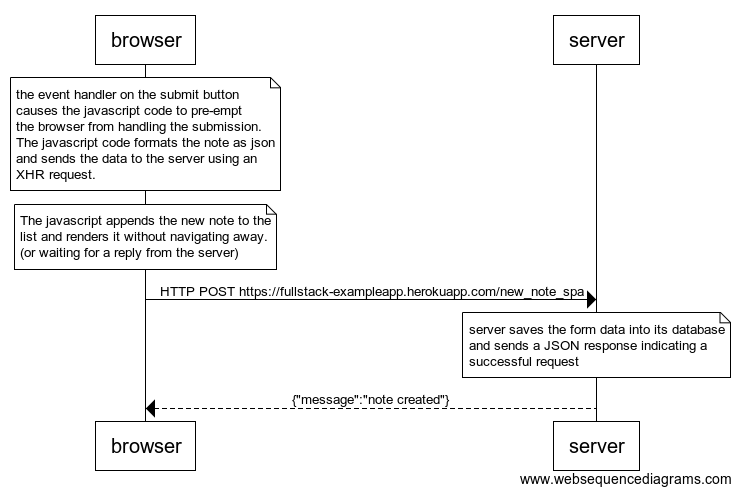 browser
server
the event handler on the submit button
causes the javascript code to pre-empt
the browser from handling the submission.
The javascript code formats the note as json
and sends the data to the server using an
XHR request.
The javascript appends the new note to the
list and renders it without navigating away.
(or waiting for a reply from the server)
HTTP POST https://fullstack-exampleapp.herokuapp.com/new_note_spa
server saves the form data into its database
and sends a JSON response indicating a
successful request
{"message":"note created"}
browser
server
www.websequencediagrams.com